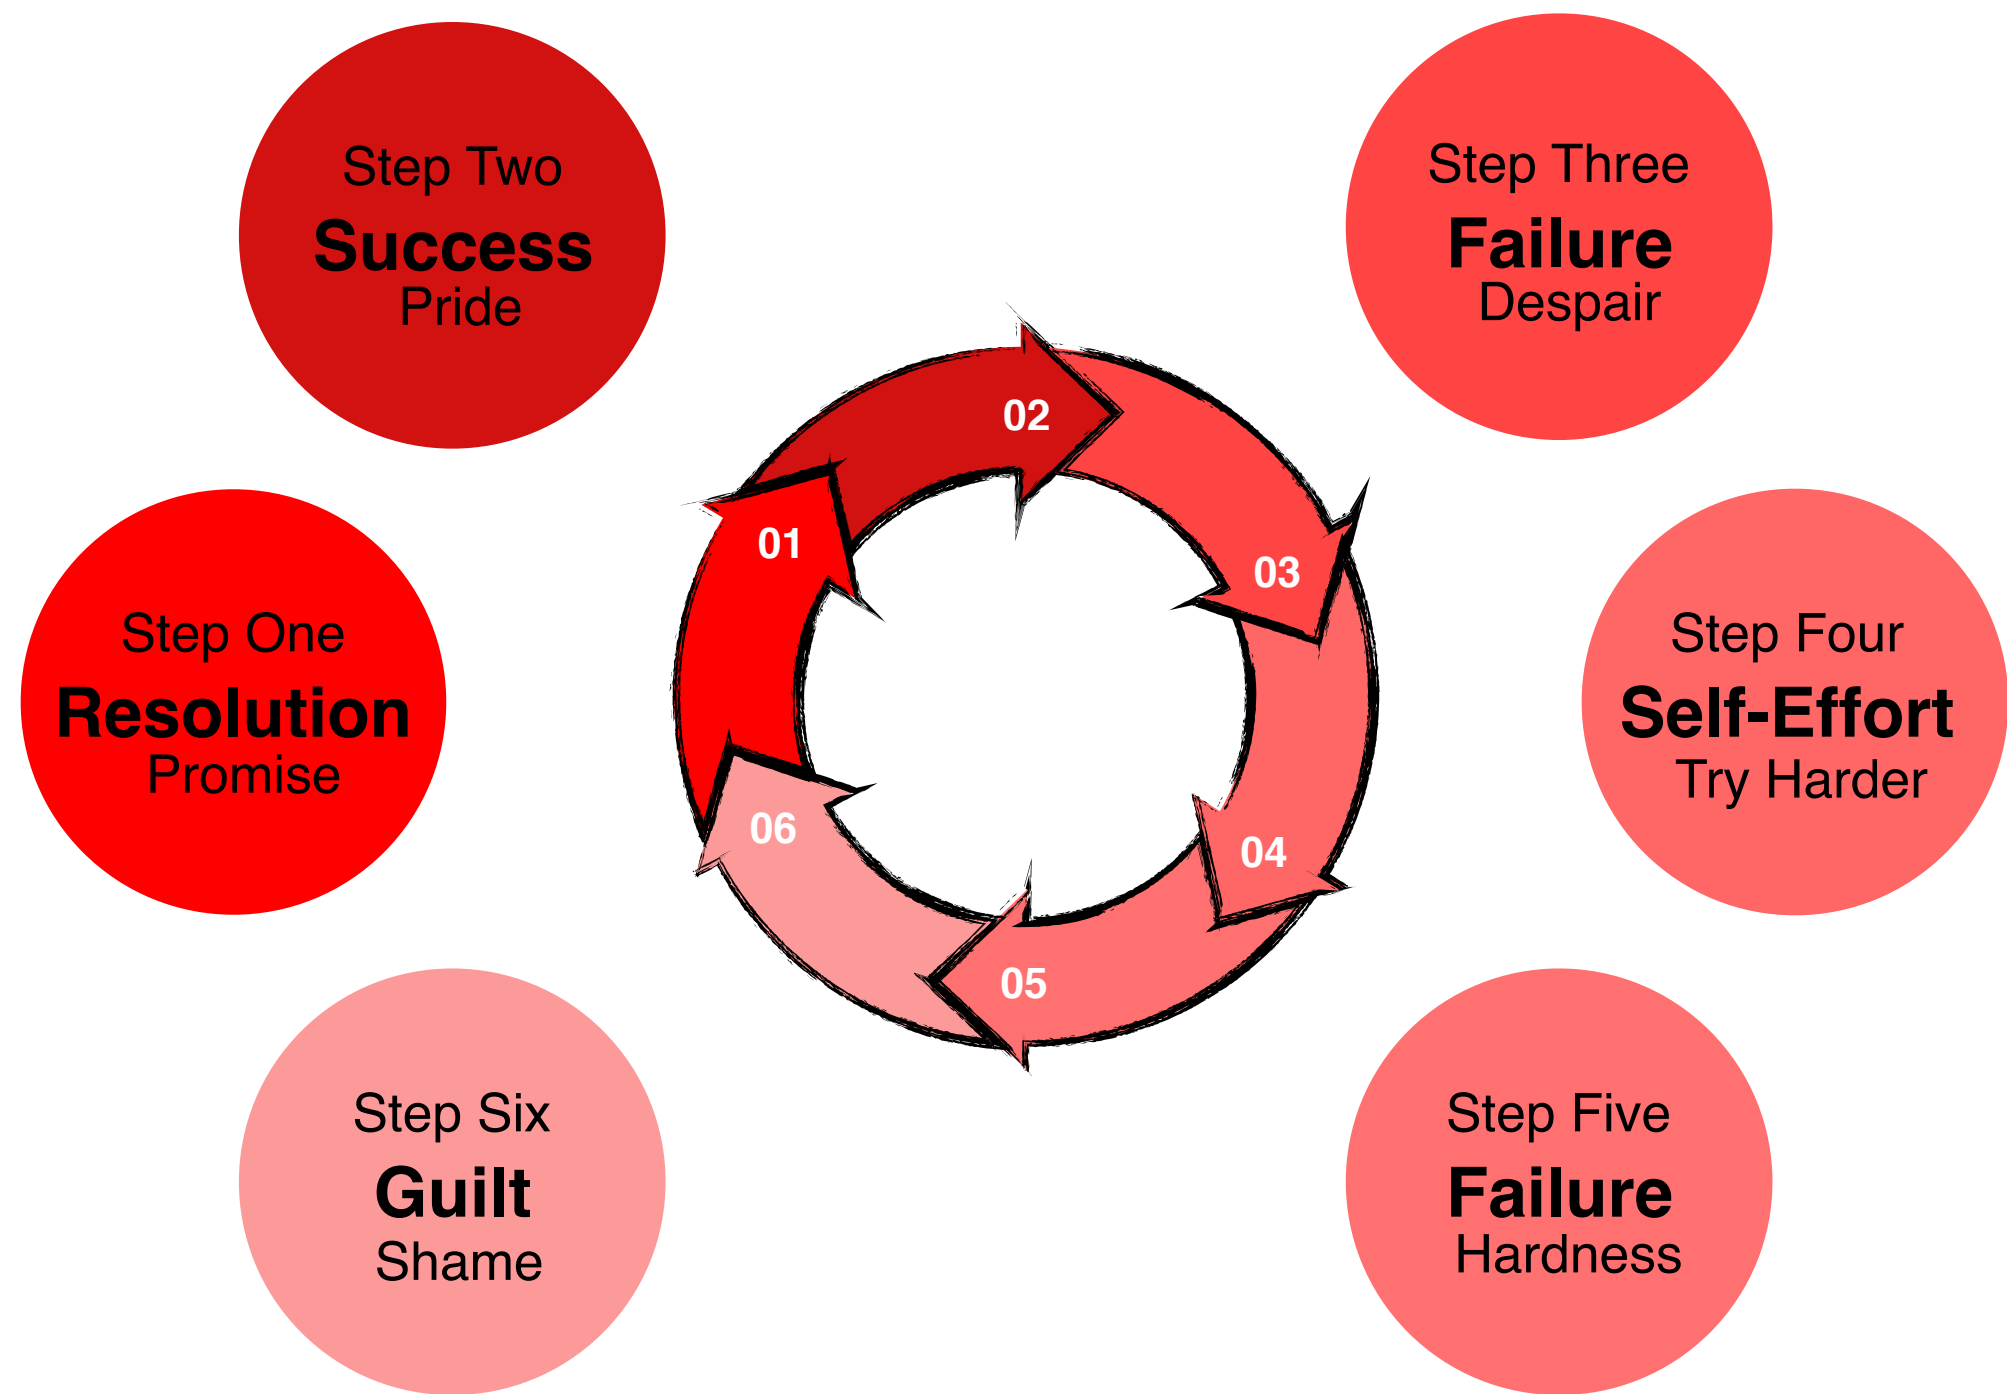 Step One
Resolution
Promise
Step Two
Success
Pride
Step Three
Failure
Despair
Step Four
Self-Effort
Try Harder
Step Five
Failure
Hardness
Step Six
Guilt
Shame
01
02
03
04
05
06